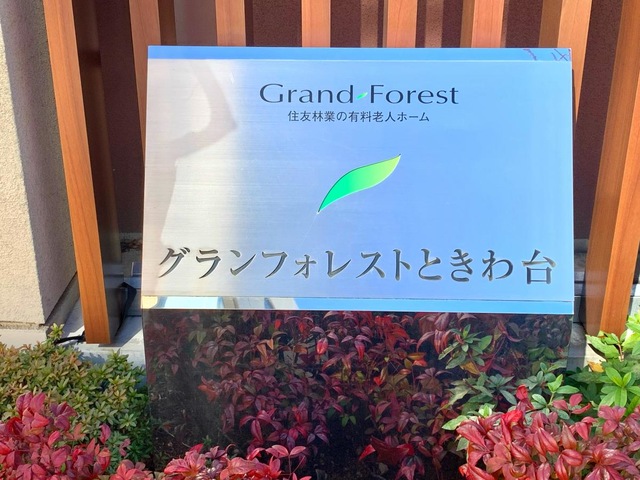 Grand Forest
住友林業の有料老人ホーム
グランフォレストときわ台